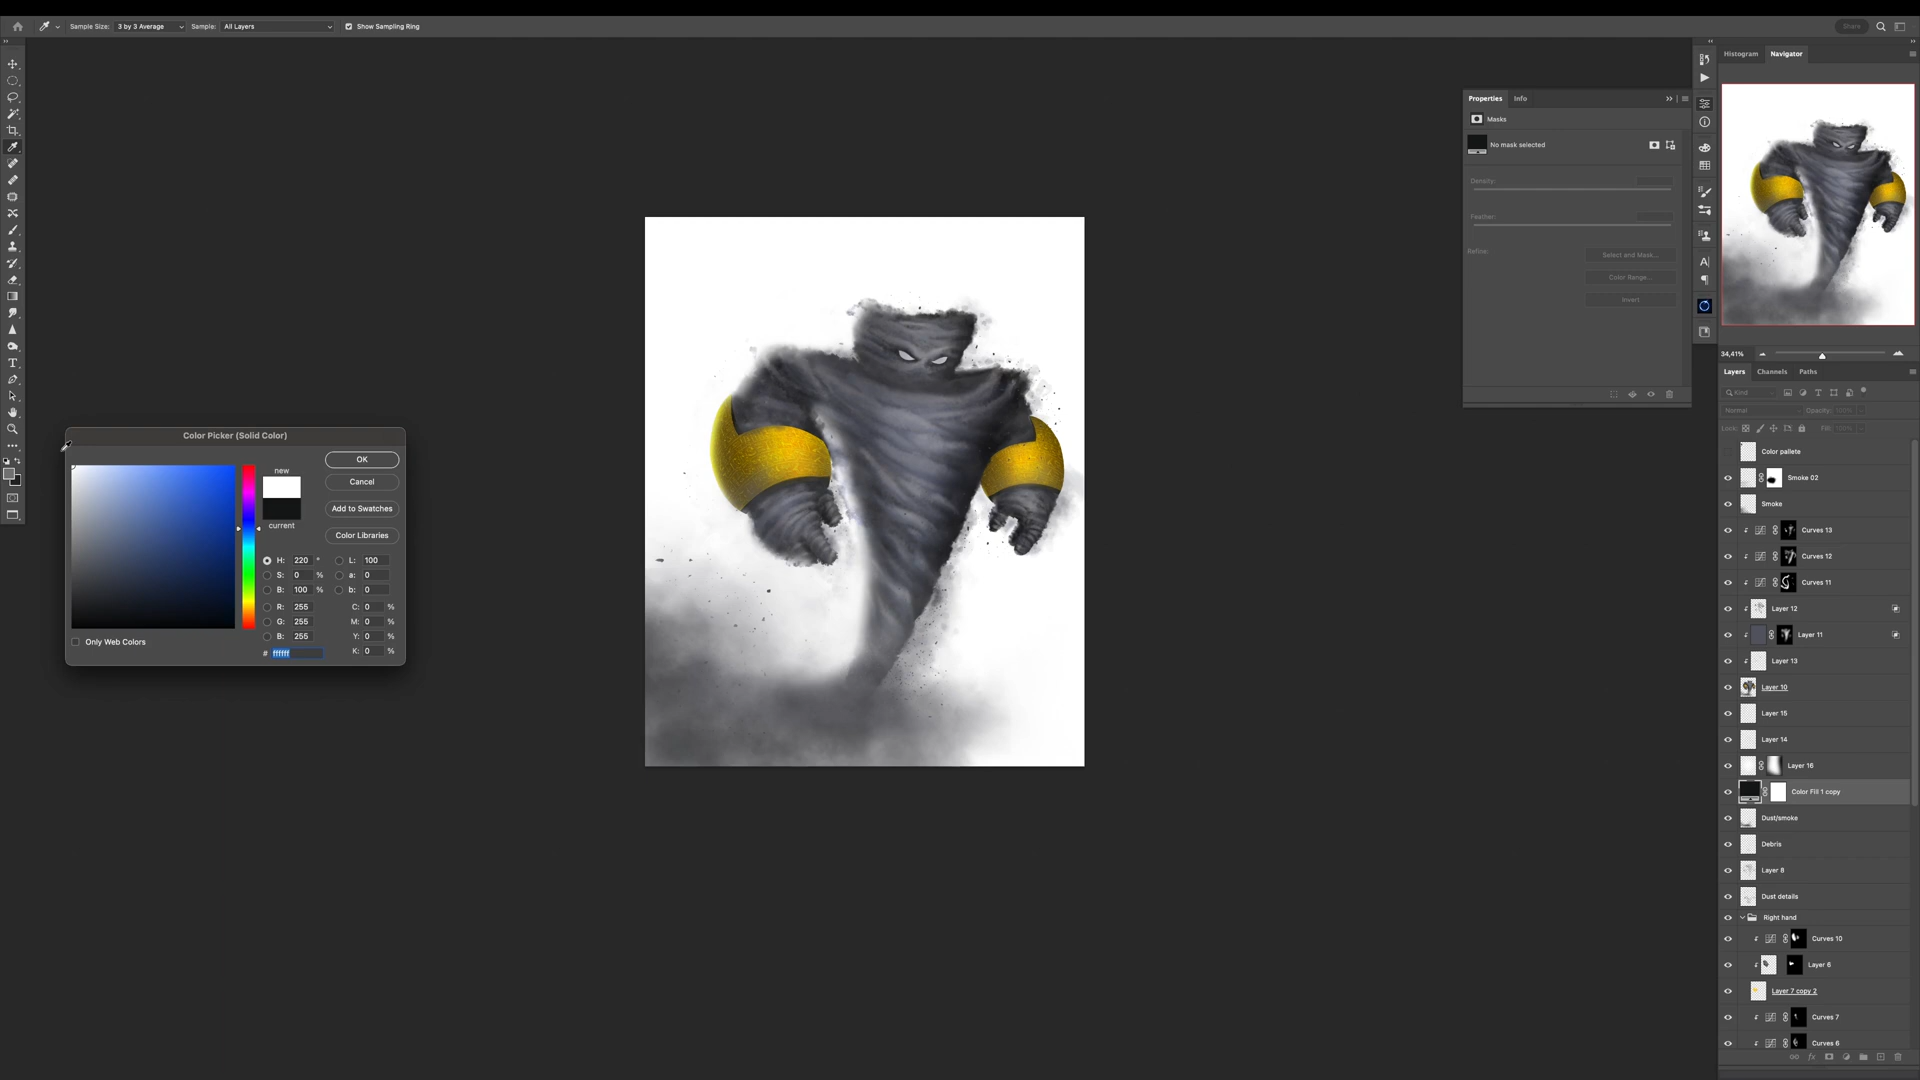 Sample Size: 3 by 3 Average Sample: All Layers Show Sampling Ring
Share
Histogram Navigator
Properties Info
Masks
No mask selected
Density:
Feather:
Refine: Select and Mask...
Color Range...
Invert
34,41%
Layers Channels Paths
Kind
Normal Opacity: 100%
Lock: Fill: 100%
Color pallete
Smoke 02
Smoke
Curves 13
Curves 12
Curves 11
Layer 12
Layer 11
Layer 13
Layer 10
Layer 15
Layer 14
Layer 16
Color Fill 1 copy
Dust/smoke
Debris
Layer 8
Dust details
Right hand
Curves 10
Layer 6
Layer 7 copy 2
Curves 7
Curves 6
Color Picker (Solid Color)
new
current
OK
Cancel
Add to Swatches
Color Libraries
H: 220 ° L: 100
S: 0 % a: 0
B: 100 % b: 0
R: 255 C: 0 %
G: 255 M: 0 %
B: 255 Y: 0 %
# ffffff K: 0 %
Only Web Colors